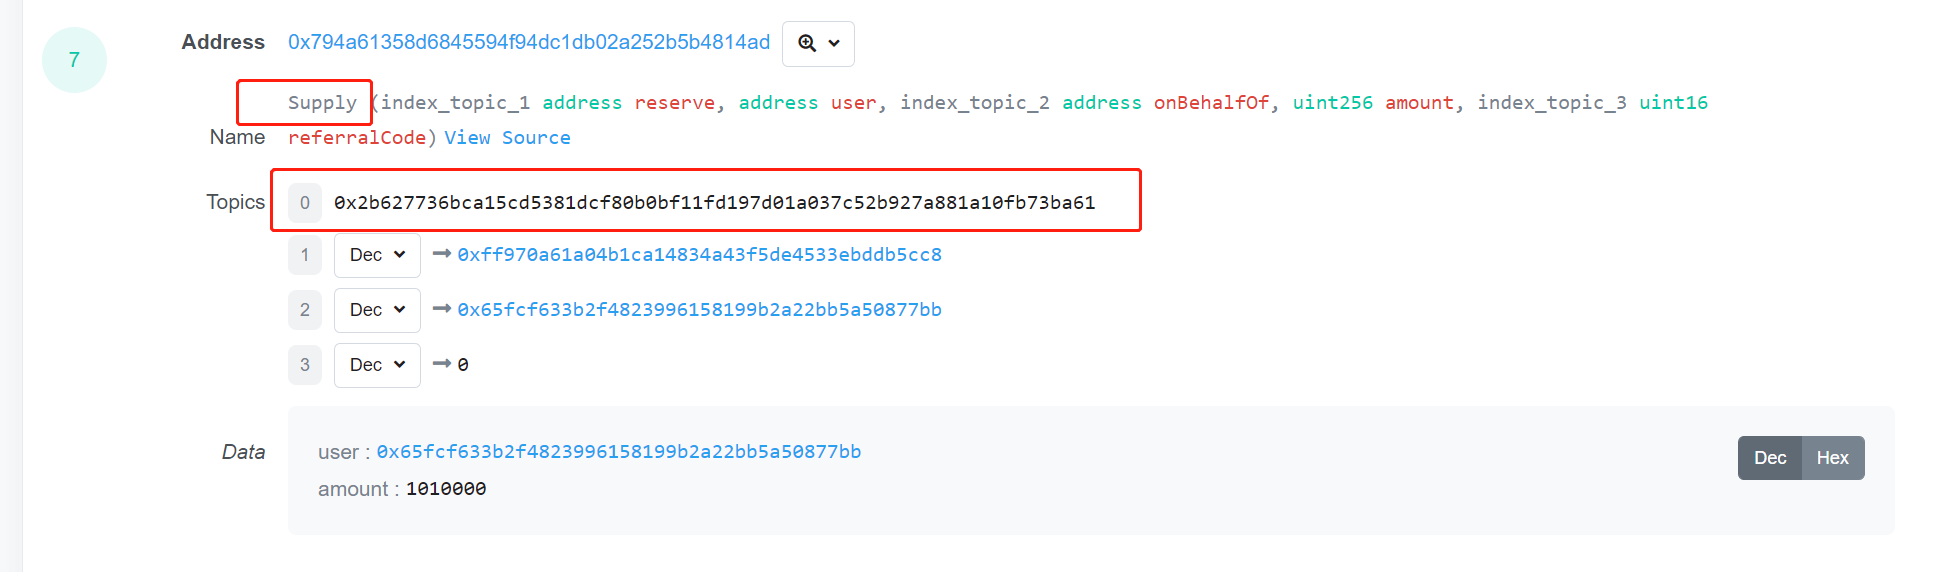 7
Address 0x794a61358d6845594f94dc1db02a252b5b4814ad
Supply (index_topic_1 address reserve, address user, index_topic_2 address onBehalfOf, uint256 amount, index_topic_3 uint16
Name referralCode) View Source
Topics 0 0x2b627736bca15cd5381dcf80b0bf11fd197d01a037c52b927a881a10fb73ba61
1 Dec → 0xff970a61a04b1ca14834a43f5de4533ebddb5cc8
2 Dec → 0x65fcf633b2f4823996158199b2a22bb5a50877bb
3 Dec → 0
Data user : 0x65fcf633b2f4823996158199b2a22bb5a50877bb
Dec Hex
amount : 1010000